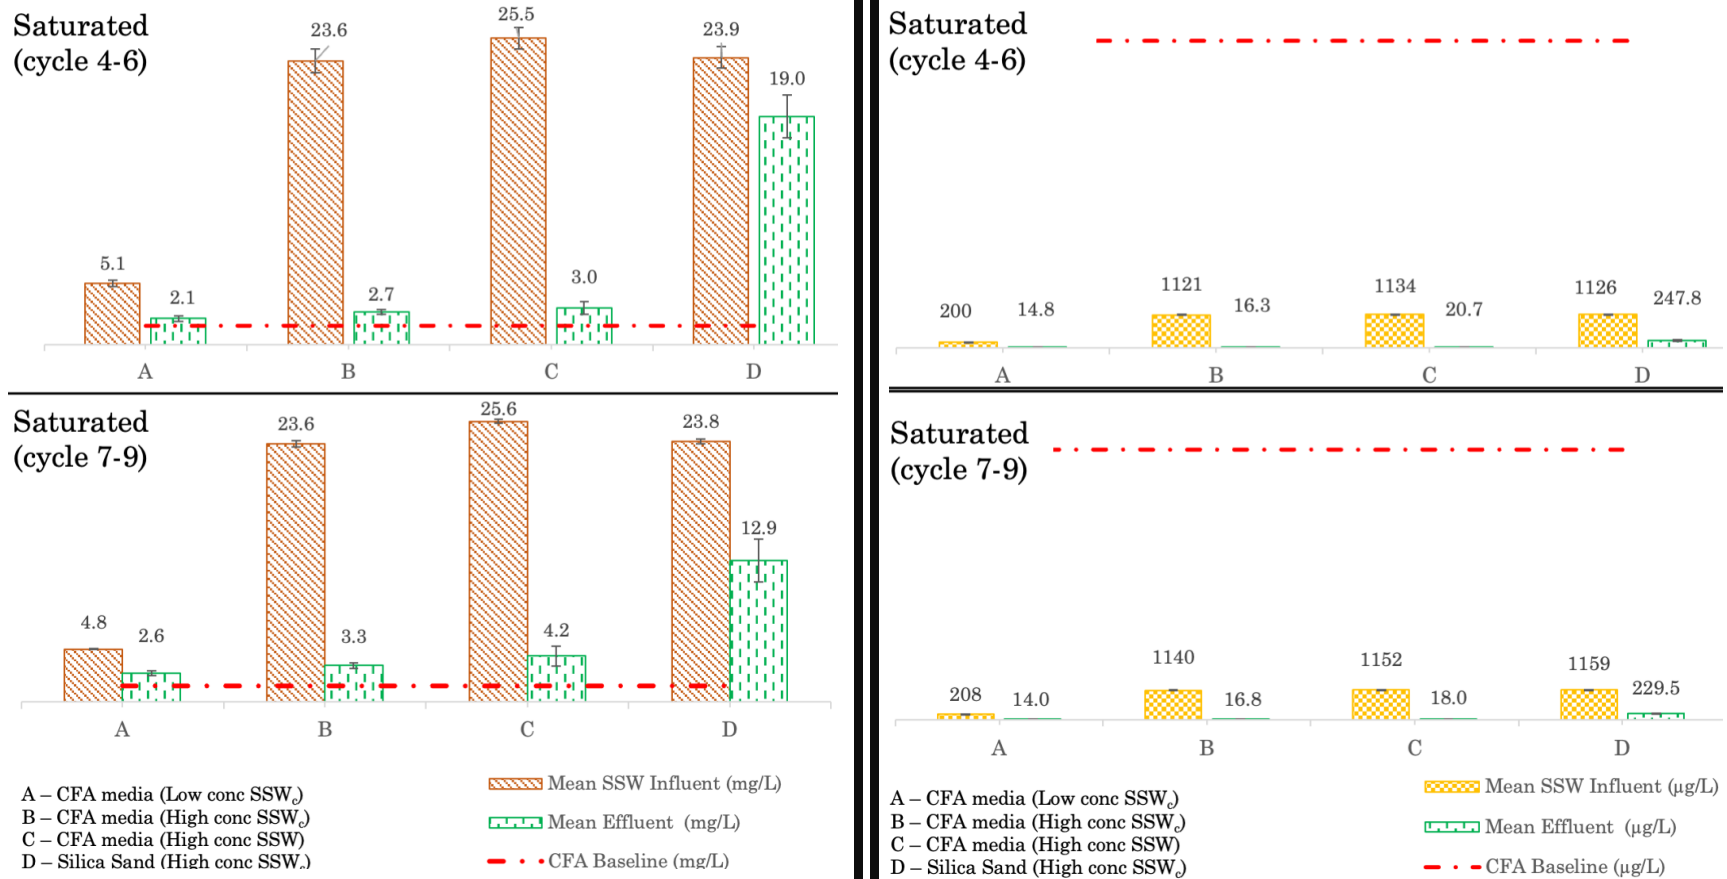 Saturated
(cycle 4-6)
5.1
2.1
23.6
2.7
25.5
3.0
23.9
19.0
A B C D
Saturated
(cycle 7-9)
4.8
2.6
23.6
3.3
25.6
4.2
23.8
12.9
A B C D
A – CFA media (Low conc SSWc)
B – CFA media (High conc SSWc)
C – CFA media (High conc SSW)
D – Silica Sand (High conc SSWc)
Mean SSW Influent (mg/L)
Mean Effluent (mg/L)
CFA Baseline (mg/L)
Saturated
(cycle 4-6)
200
14.8
1121
16.3
1134
20.7
1126
247.8
A B C D
Saturated
(cycle 7-9)
208
14.0
1140
16.8
1152
18.0
1159
229.5
A B C D
A – CFA media (Low conc SSWc)
B – CFA media (High conc SSWc)
C – CFA media (High conc SSW)
D – Silica Sand (High conc SSWc)
Mean SSW Influent (µg/L)
Mean Effluent (µg/L)
CFA Baseline (µg/L)